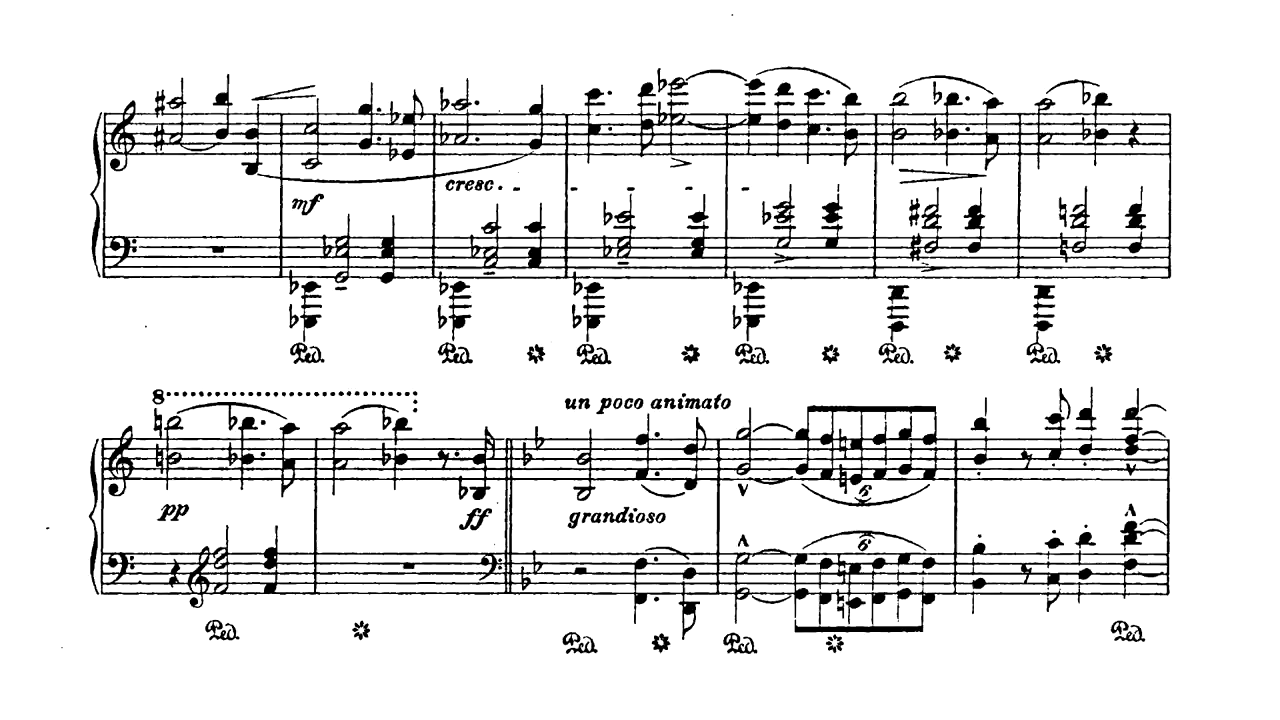 cresc.
mf
Ped. Ped. Ped. Ped. Ped. Ped.
8
un poco animato
pp ff grandioso 6
6
Ped. Ped. Ped. Ped.